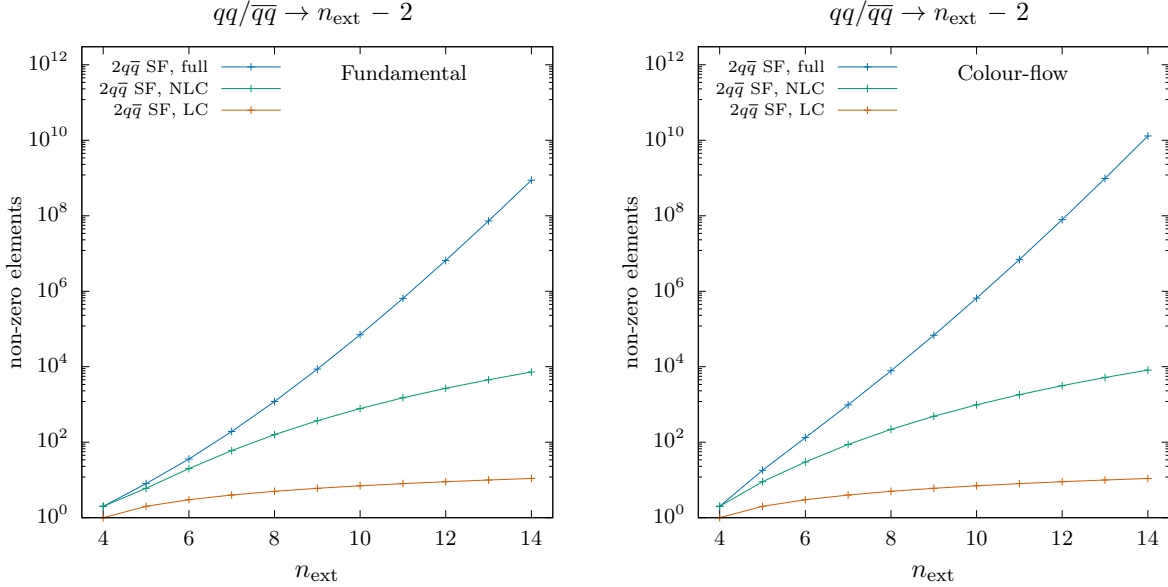 qq/q̅q̅ → n_ext − 2
2qq̅ SF, full
2qq̅ SF, NLC
2qq̅ SF, LC
Fundamental
non-zero elements
10^12
10^10
10^8
10^6
10^4
10^2
10^0
4 6 8 10 12 14
n_ext
qq/q̅q̅ → n_ext − 2
2qq̅ SF, full
2qq̅ SF, NLC
2qq̅ SF, LC
Colour-flow
non-zero elements
10^12
10^10
10^8
10^6
10^4
10^2
10^0
4 6 8 10 12 14
n_ext